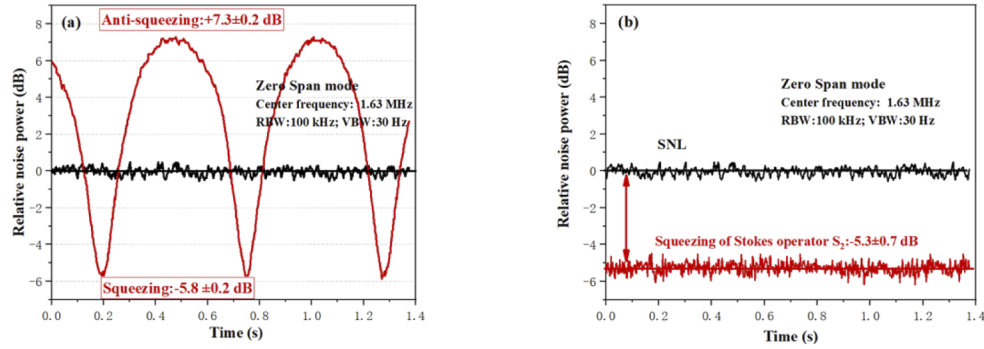 (a)
Anti-squeezing:+7.3±0.2 dB
Zero Span mode
Center frequency: 1.63 MHz
RBW:100 kHz; VBW:30 Hz
Squeezing:-5.8 ±0.2 dB
Relative noise power (dB)
8
6
4
2
0
-2
-4
-6
0.0 0.2 0.4 0.6 0.8 1.0 1.2 1.4
Time (s)
(b)
Zero Span mode
Center frequency: 1.63 MHz
RBW:100 kHz; VBW:30 Hz
SNL
Squeezing of Stokes operator S₂:-5.3±0.7 dB
Relative noise power (dB)
8
6
4
2
0
-2
-4
-6
0.0 0.2 0.4 0.6 0.8 1.0 1.2 1.4
Time (s)